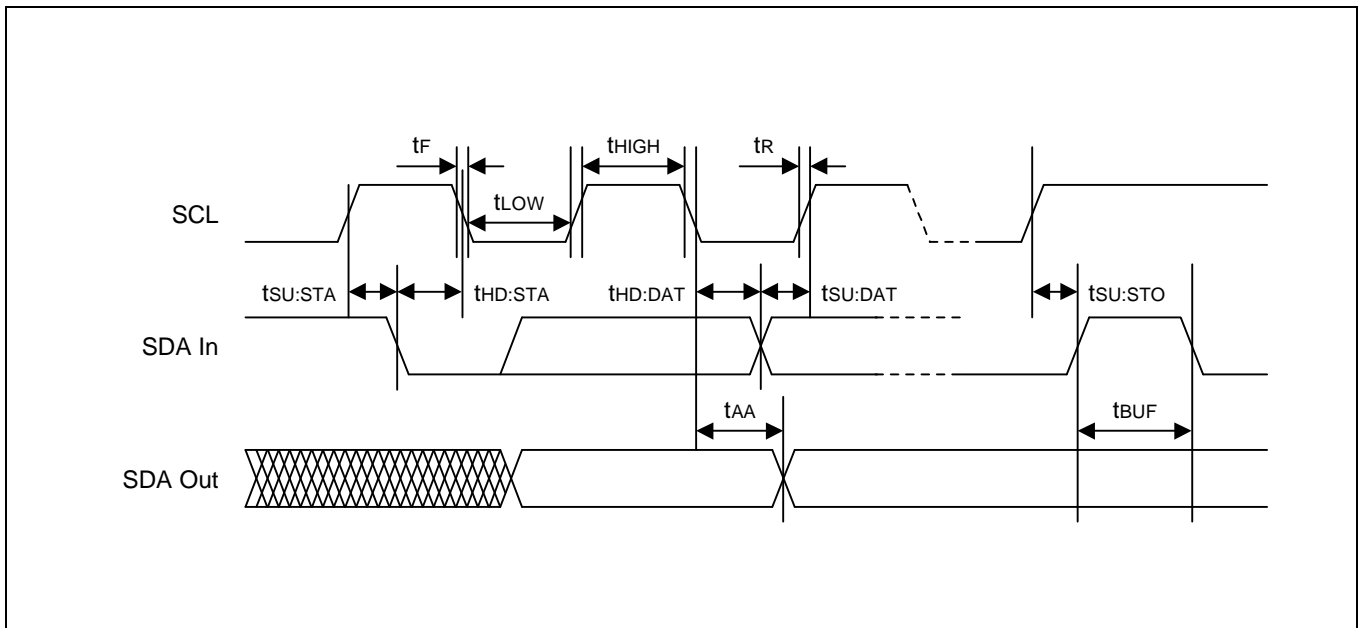 tF
tHIGH
tR
tLOW
SCL
tSU:STA
tHD:STA
tHD:DAT
tSU:DAT
tSU:STO
SDA In
tAA
tBUF
SDA Out